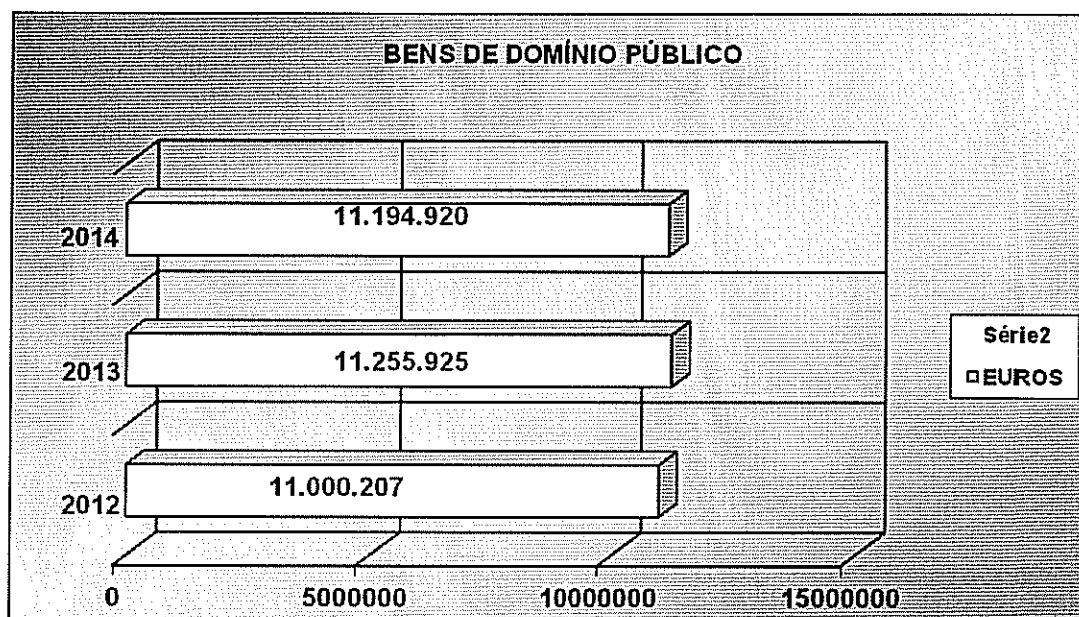 BENS DE DOMÍNIO PÚBLICO
2014 11.194.920
2013 11.255.925
2012 11.000.207
0 5000000 10000000 15000000
Série2
EUROS